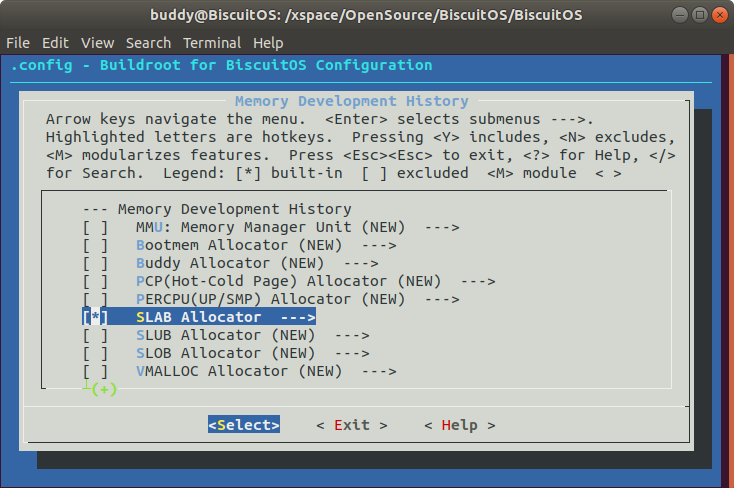 buddy@BiscuitOS: /xspace/OpenSource/BiscuitOS/BiscuitOS
File Edit View Search Terminal Help
.config - Buildroot for BiscuitOS Configuration
Memory Development History
Arrow keys navigate the menu.  <Enter> selects submenus --->.
Highlighted letters are hotkeys.  Pressing <Y> includes, <N> excludes,
<M> modularizes features.  Press <Esc><Esc> to exit, <?> for Help, </>
for Search.  Legend: [*] built-in  [ ] excluded  <M> module  < >
--- Memory Development History
[ ]   MMU: Memory Manager Unit (NEW)  --->
[ ]   Bootmem Allocator (NEW)  --->
[ ]   Buddy Allocator (NEW)  --->
[ ]   PCP(Hot-Cold Page) Allocator (NEW)  --->
[ ]   PERCPU(UP/SMP) Allocator (NEW)  --->
[*]   SLAB Allocator  --->
[ ]   SLUB Allocator (NEW)  --->
[ ]   SLOB Allocator (NEW)  --->
[ ]   VMALLOC Allocator (NEW)  --->
(+)
<Select>    < Exit >    < Help >